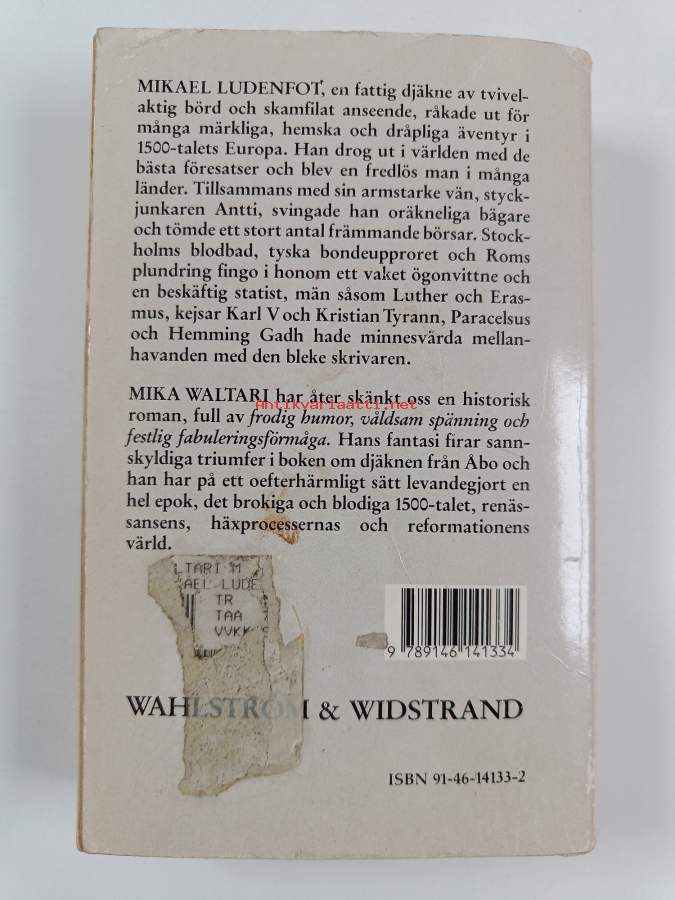 MIKAEL LUDENFOT, en fattig djäkne av tvivel-
aktig börd och skamfilat anseende, råkade ut för
många märkliga, hemska och dråpliga äventyr i
1500-talets Europa. Han drog ut i världen med de
bästa föresatser och blev en fredlös man i många
länder. Tillsammans med sin armstarke vän, styck-
junkaren Antti, svingade han oräkneliga bägare
och tömde ett stort antal främmande börsar. Stock-
holms blodbad, tyska bondeupproret och Roms
plundring fingo i honom ett vaket ögonvittne och
en beskäftig statist, män såsom Luther och Eras-
mus, kejsar Karl V och Kristian Tyrann, Paracelsus
och Hemming Gadh hade minnesvärda mellan-
havanden med den bleke skrivaren.
MIKA WALTARI har åter skänkt oss en historisk
Antikvariaatti.net
roman, full av frodig humor, våldsam spänning och
festlig fabuleringsförmåga. Hans fantasi firar sann-
skyldiga triumfer i boken om djäknen från Åbo och
han har på ett oefterhärmligt sätt levandegjort en
hel epok, det brokiga och blodiga 1500-talet, renäs-
sansens, häxprocessernas och reformationens
värld.
LTARI M
AEL LUDE
TR
TAA
VVKK
9 789146 141334
WAHLSTRÖM & WIDSTRAND
ISBN 91-46-14133-2